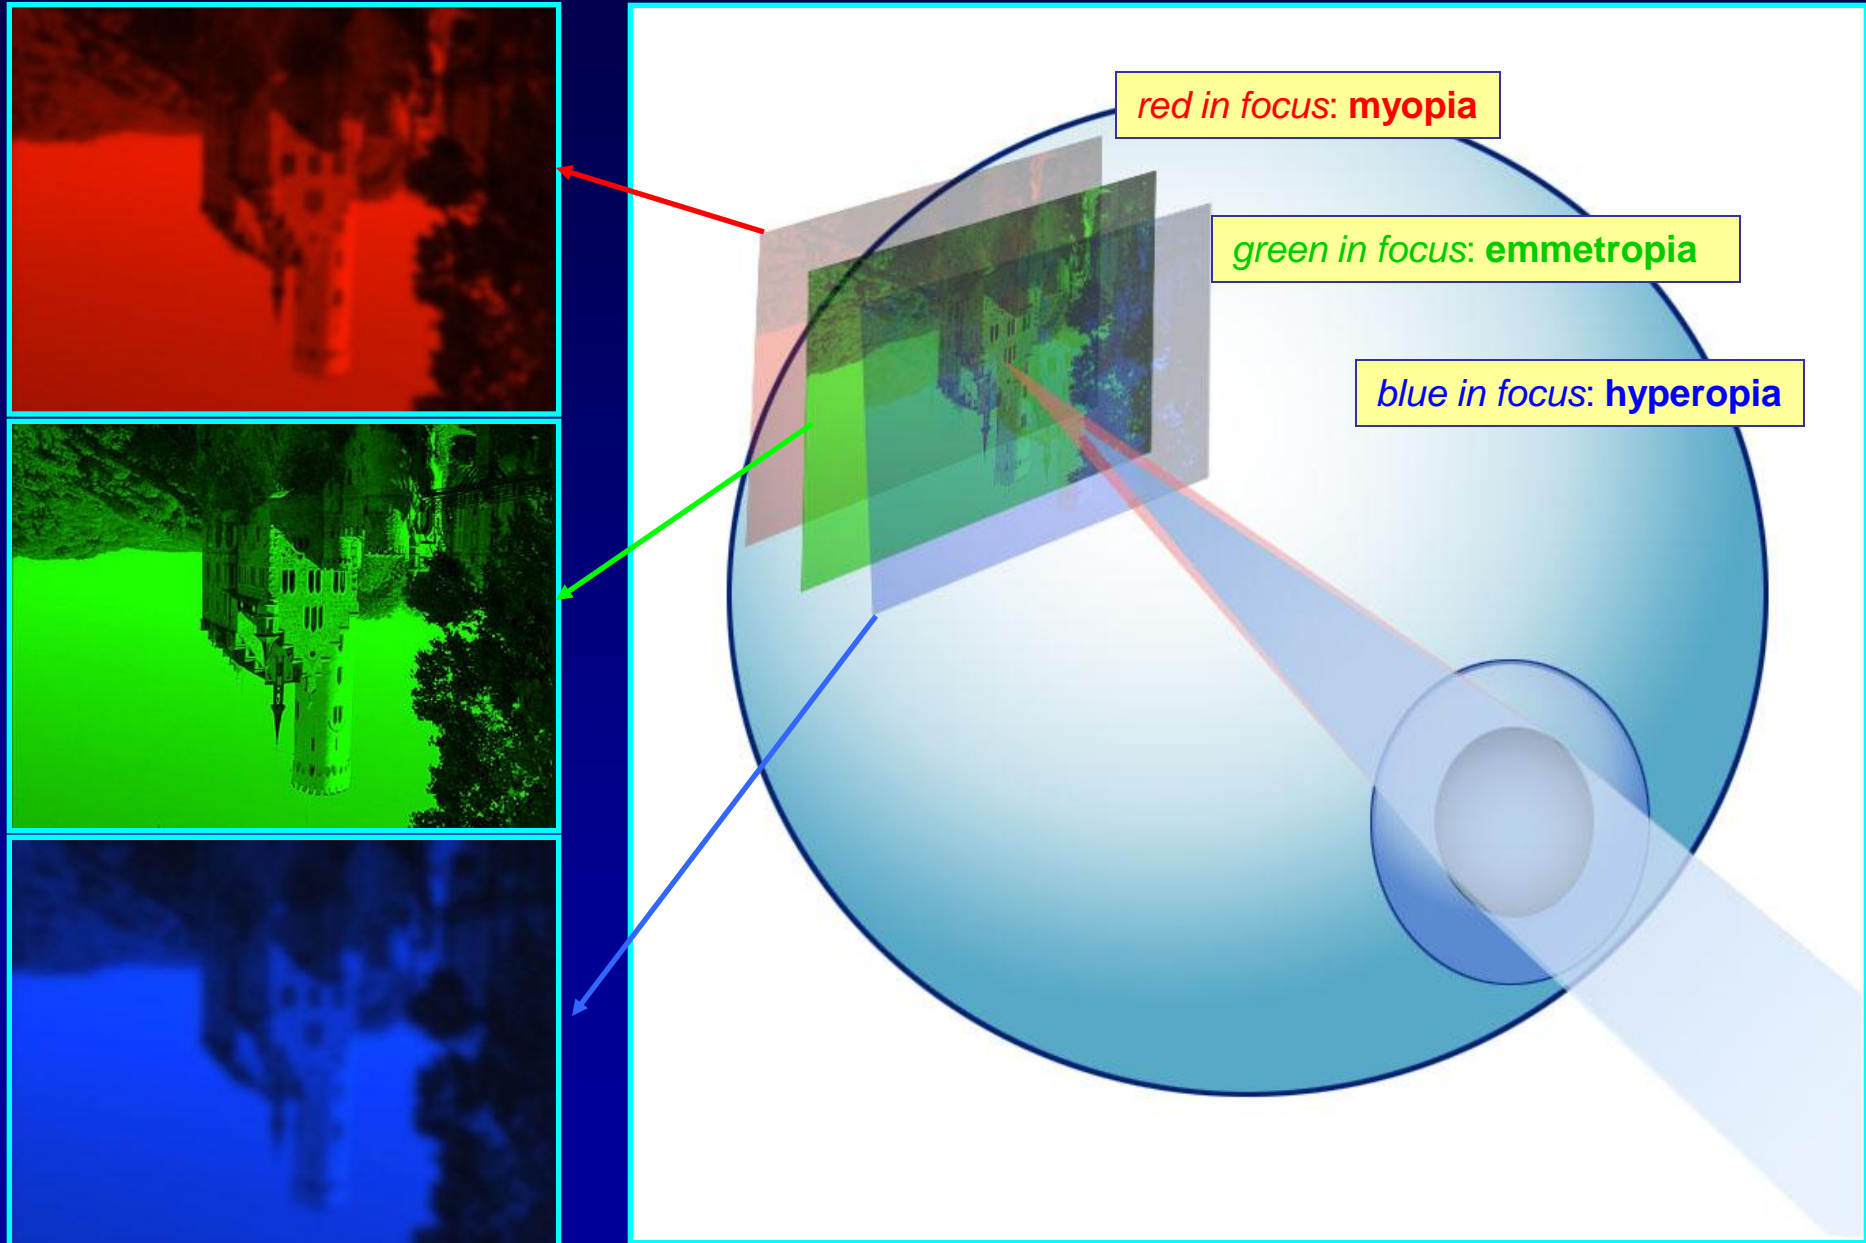 red in focus: myopia
green in focus: emmetropia
blue in focus: hyperopia